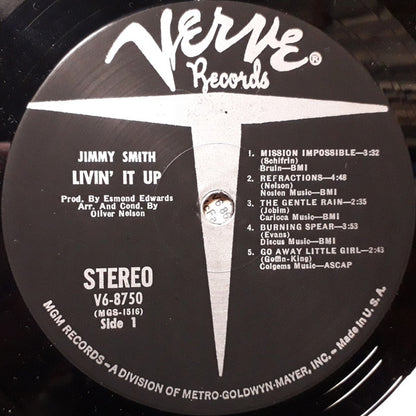 Verve®
Records
JIMMY SMITH
LIVIN' IT UP
Prod. By Esmond Edwards
Arr. And Cond. By
Oliver Nelson
STEREO
V6-8750
(MGS-1516)
Side 1
1. MISSION IMPOSSIBLE—3:32
(Schifrin)
Bruin—BMI
2. REFRACTIONS—4:48
(Nelson)
Noslen Music—BMI
3. THE GENTLE RAIN—2:35
(Jobim)
Carioca Music—BMI
4. BURNING SPEAR—3:53
(Evans)
Discus Music—BMI
5. GO AWAY LITTLE GIRL—2:43
(Goffin-King)
Colgems Music—ASCAP
MGM RECORDS—A DIVISION OF METRO-GOLDWYN-MAYER, INC.—Made in U.S.A.